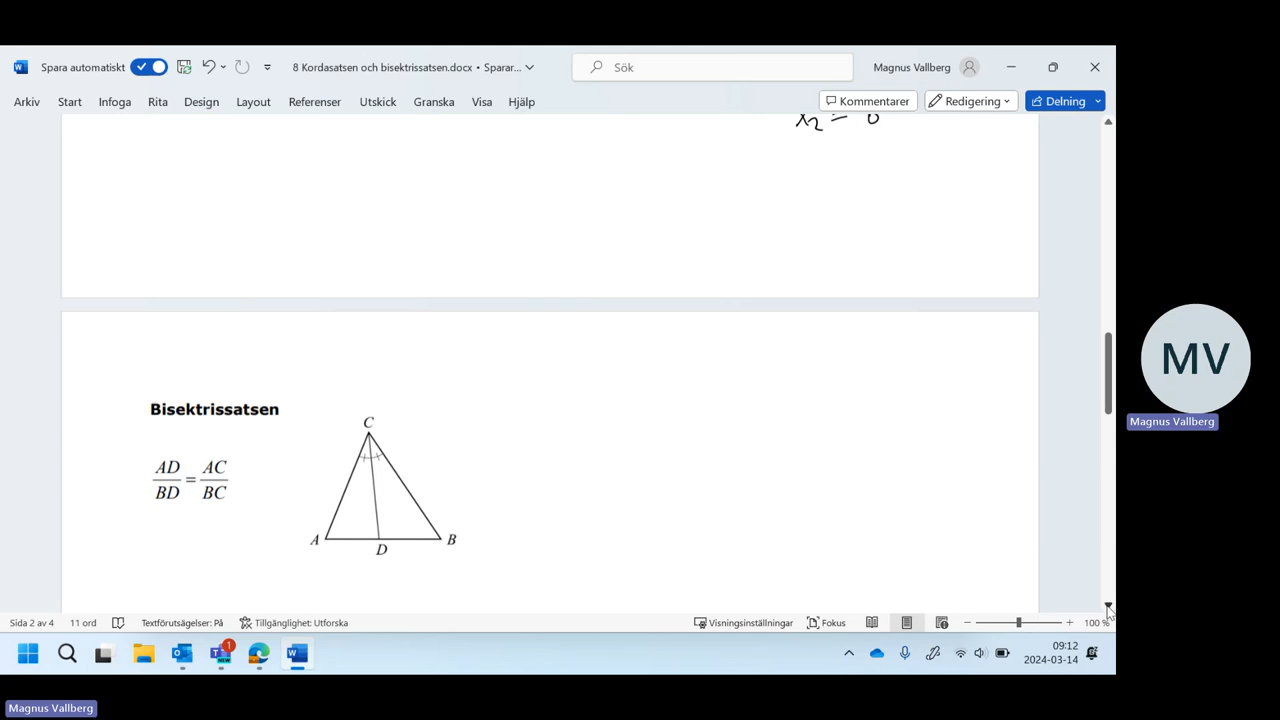 Spara automatiskt
8 Kordasatsen och bisektrissatsen.docx • Sparar...
Sök
Magnus Vallberg
Arkiv Start Infoga Rita Design Layout Referenser Utskick Granska Visa Hjälp
Kommentarer Redigering Delning
MV
Magnus Vallberg
Bisektrissatsen
C
AD/BD = AC/BC
A D B
Sida 2 av 4 11 ord Textförutsägelser: På Tillgänglighet: Utforska Visningsinställningar Fokus 100 %
1
NEW
09:12
2024-03-14
Magnus Vallberg